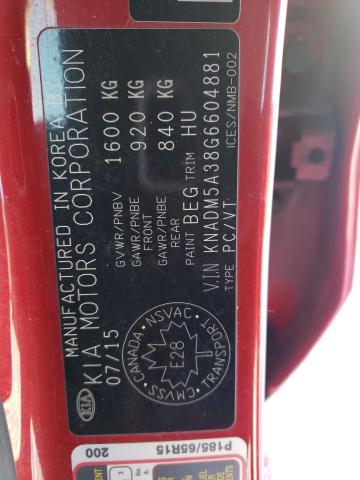 MANUFACTURED IN KOREA BY
KIA MOTORS CORPORATION
07/15
GVWR/PNBV 1600 KG
GAWR/PNBE FRONT 920 KG
GAWR/PNBE REAR 840 KG
PAINT BEG TRIM HU
V.I.N KNADM5A38G6604881
TYPE PC/VT
ICES/NMB-002
KIA
CANADA NSVAC
E28
CMVSS TRANSPORT
P185/65R15
200